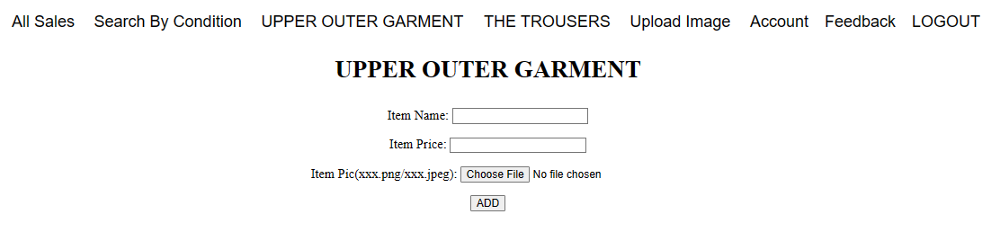 All Sales Search By Condition UPPER OUTER GARMENT THE TROUSERS Upload Image Account Feedback LOGOUT
UPPER OUTER GARMENT
Item Name:
Item Price:
Item Pic(xxx.png/xxx.jpeg): Choose File No file chosen
ADD